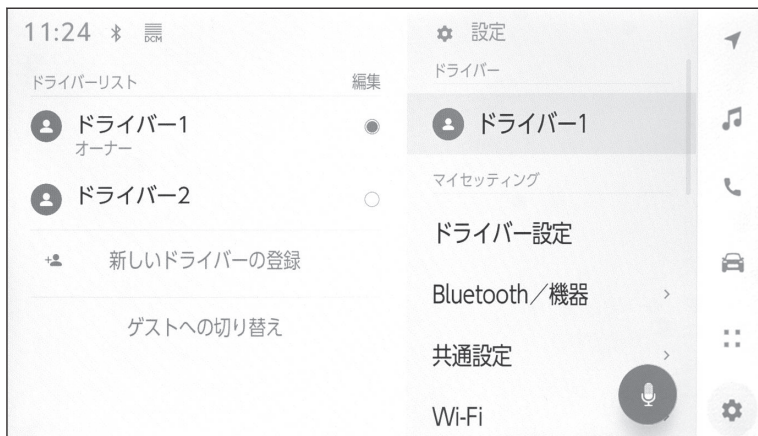 11:24 DCM
ドライバーリスト 編集
ドライバー1
オーナー
ドライバー2
新しいドライバーの登録
ゲストへの切り替え
設定
ドライバー
ドライバー1
マイセッティング
ドライバー設定
Bluetooth／機器
共通設定
Wi-Fi